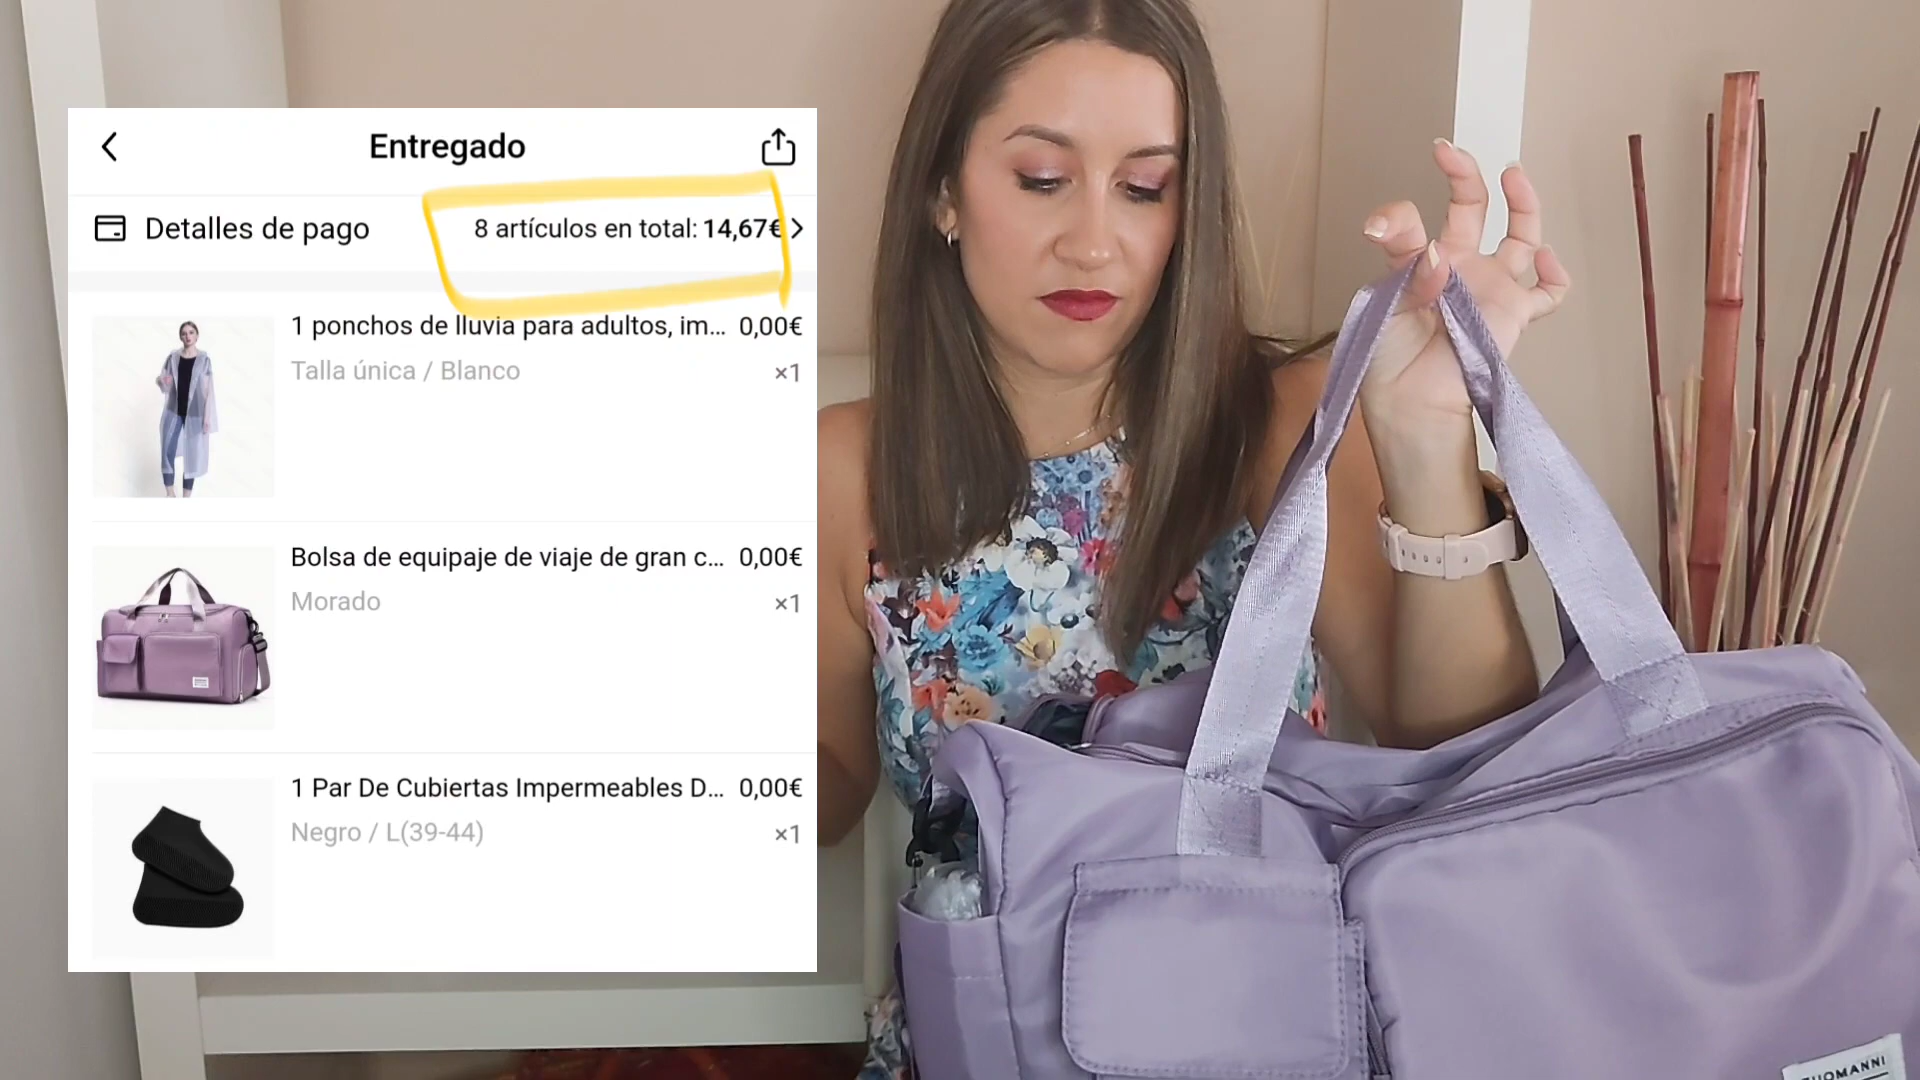 Entregado
Detalles de pago
8 artículos en total: 14,67€
1 ponchos de lluvia para adultos, im... 0,00€
Talla única / Blanco
×1
Bolsa de equipaje de viaje de gran c... 0,00€
Morado
×1
1 Par De Cubiertas Impermeables D... 0,00€
Negro / L(39-44)
×1